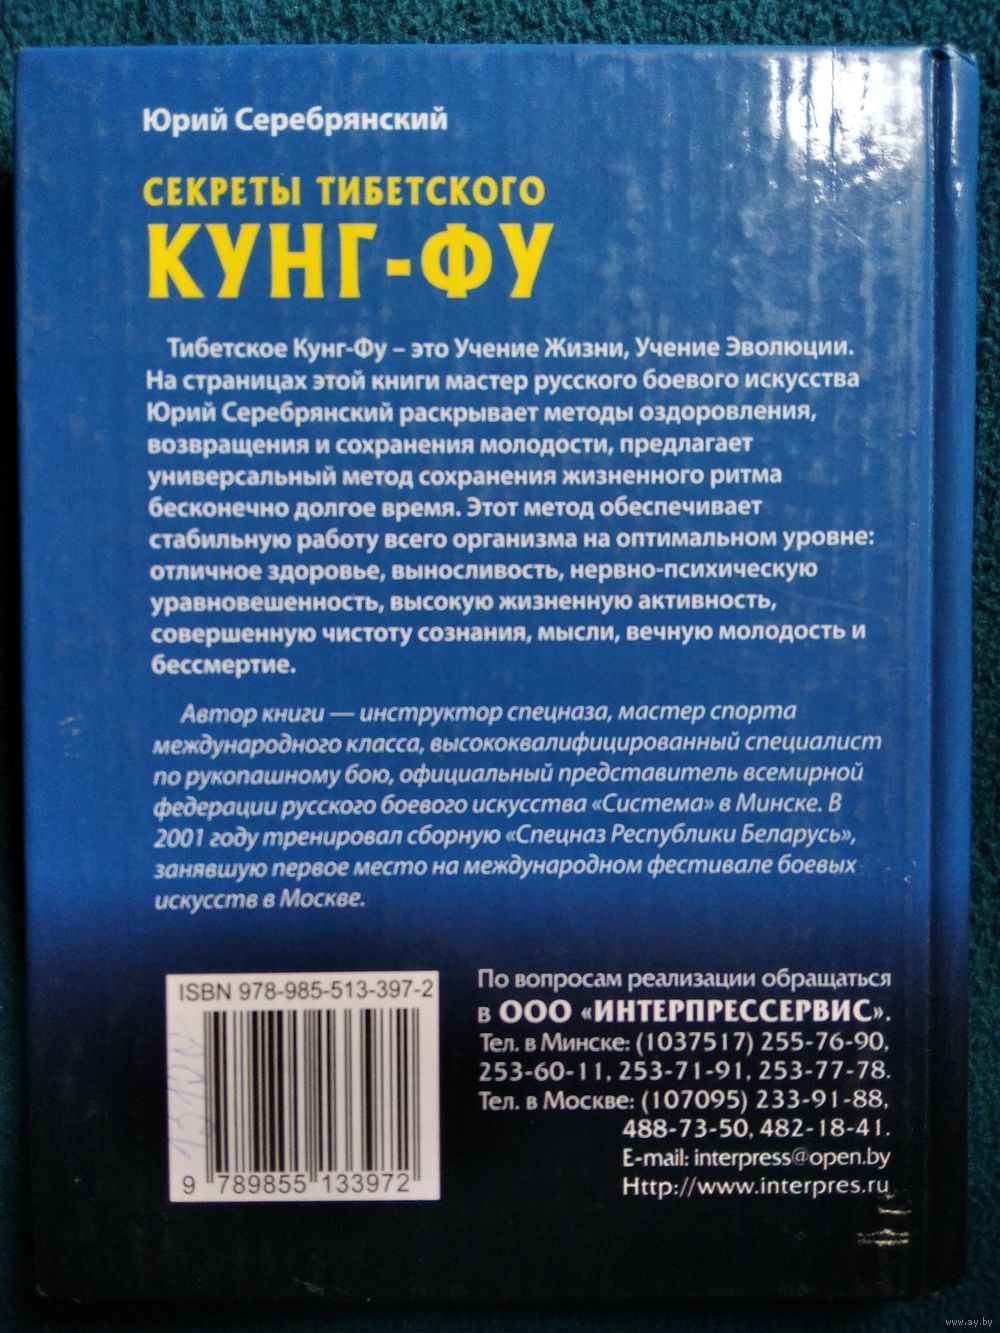 Юрий Серебрянский
СЕКРЕТЫ ТИБЕТСКОГО
КУНГ-ФУ
Тибетское Кунг-Фу – это Учение Жизни, Учение Эволюции.
На страницах этой книги мастер русского боевого искусства
Юрий Серебрянский раскрывает методы оздоровления,
возвращения и сохранения молодости, предлагает
универсальный метод сохранения жизненного ритма
бесконечно долгое время. Этот метод обеспечивает
стабильную работу всего организма на оптимальном уровне:
отличное здоровье, выносливость, нервно-психическую
уравновешенность, высокую жизненную активность,
совершенную чистоту сознания, мысли, вечную молодость и
бессмертие.
Автор книги — инструктор спецназа, мастер спорта
международного класса, высококвалифицированный специалист
по рукопашному бою, официальный представитель всемирной
федерации русского боевого искусства «Система» в Минске. В
2001 году тренировал сборную «Спецназ Республики Беларусь»,
занявшую первое место на международном фестивале боевых
искусств в Москве.
ISBN 978-985-513-397-2
9 789855 133972
По вопросам реализации обращаться
в ООО «ИНТЕРПРЕССЕРВИС».
Тел. в Минске: (1037517) 255-76-90,
253-60-11, 253-71-91, 253-77-78.
Тел. в Москве: (107095) 233-91-88,
488-73-50, 482-18-41.
E-mail: interpress@open.by
Http://www.interpres.ru
www.ay.by